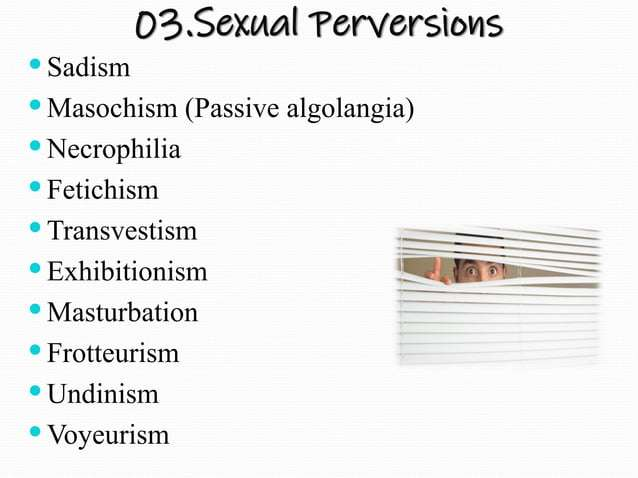 03.Sexual Perversions
• Sadism
• Masochism (Passive algolangia)
• Necrophilia
• Fetichism
• Transvestism
• Exhibitionism
• Masturbation
• Frotteurism
• Undinism
• Voyeurism